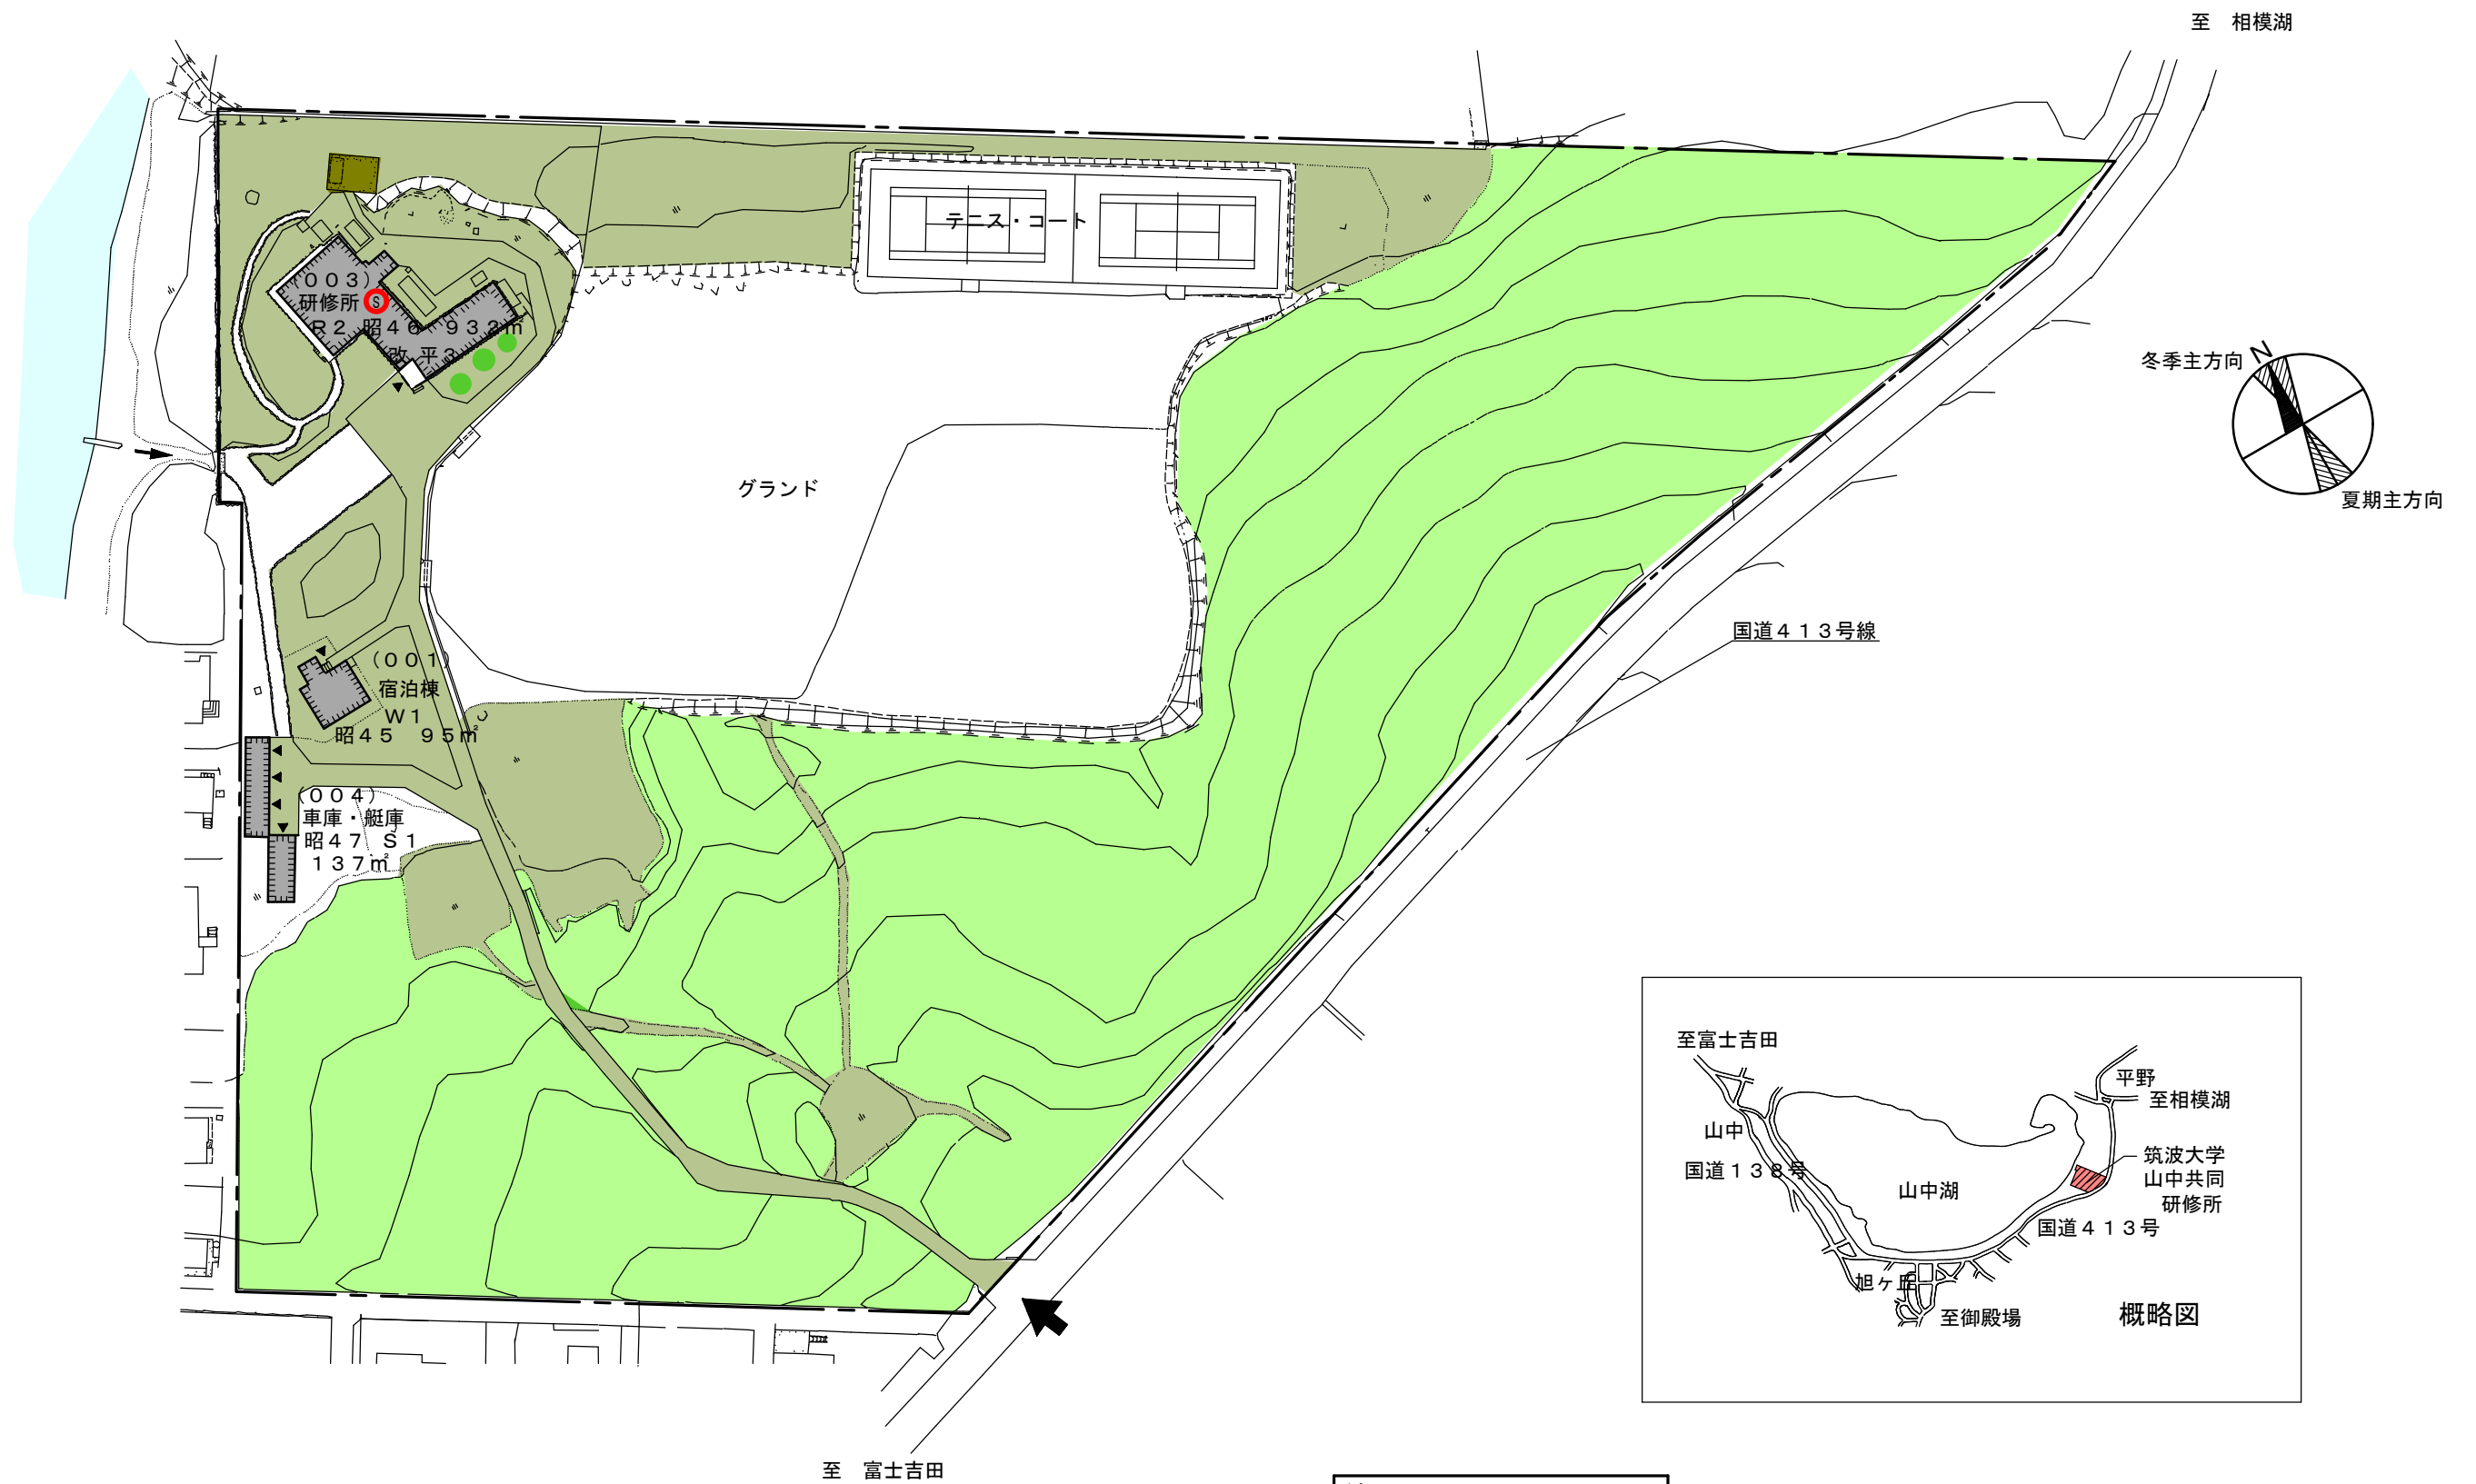 至　相模湖
テニス・コート
（００３）
研修所
S
Ｒ２ 昭４６　９３２㎡
改 平３
N
冬季主方向
夏期主方向
グランド
国道４１３号線
（００１）
宿泊棟
Ｗ１
昭４５　９５㎡
（００４）
車庫・艇庫
昭４７　Ｓ１
１３７㎡
至富士吉田
平野
至相模湖
山中
国道１３８号
筑波大学
山中共同
研修所
山中湖
国道４１３号
旭ヶ丘
至御殿場
概略図
至　富士吉田